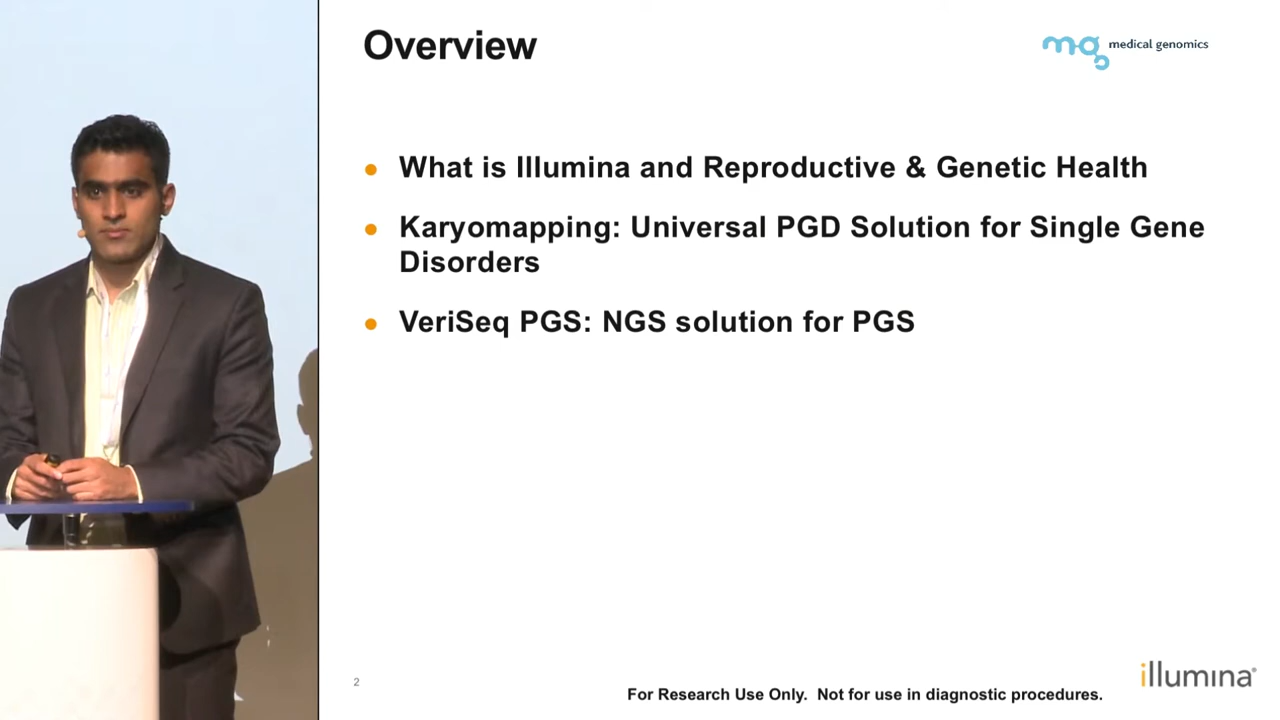 Overview
mg medical genomics
What is Illumina and Reproductive & Genetic Health
Karyomapping: Universal PGD Solution for Single Gene
Disorders
VeriSeq PGS: NGS solution for PGS
2
For Research Use Only. Not for use in diagnostic procedures.
illumina®